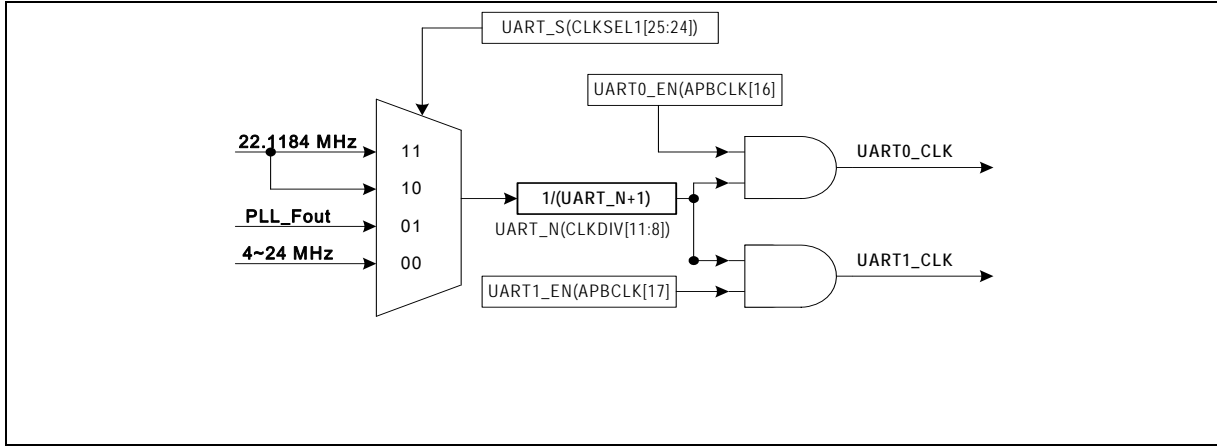 UART_S(CLKSEL1[25:24])
UART0_EN(APBCLK[16]
22.1184 MHz
11
UART0_CLK
10
1/(UART_N+1)
PLL_Fout
01
UART_N(CLKDIV[11:8])
4~24 MHz
00
UART1_CLK
UART1_EN(APBCLK[17]